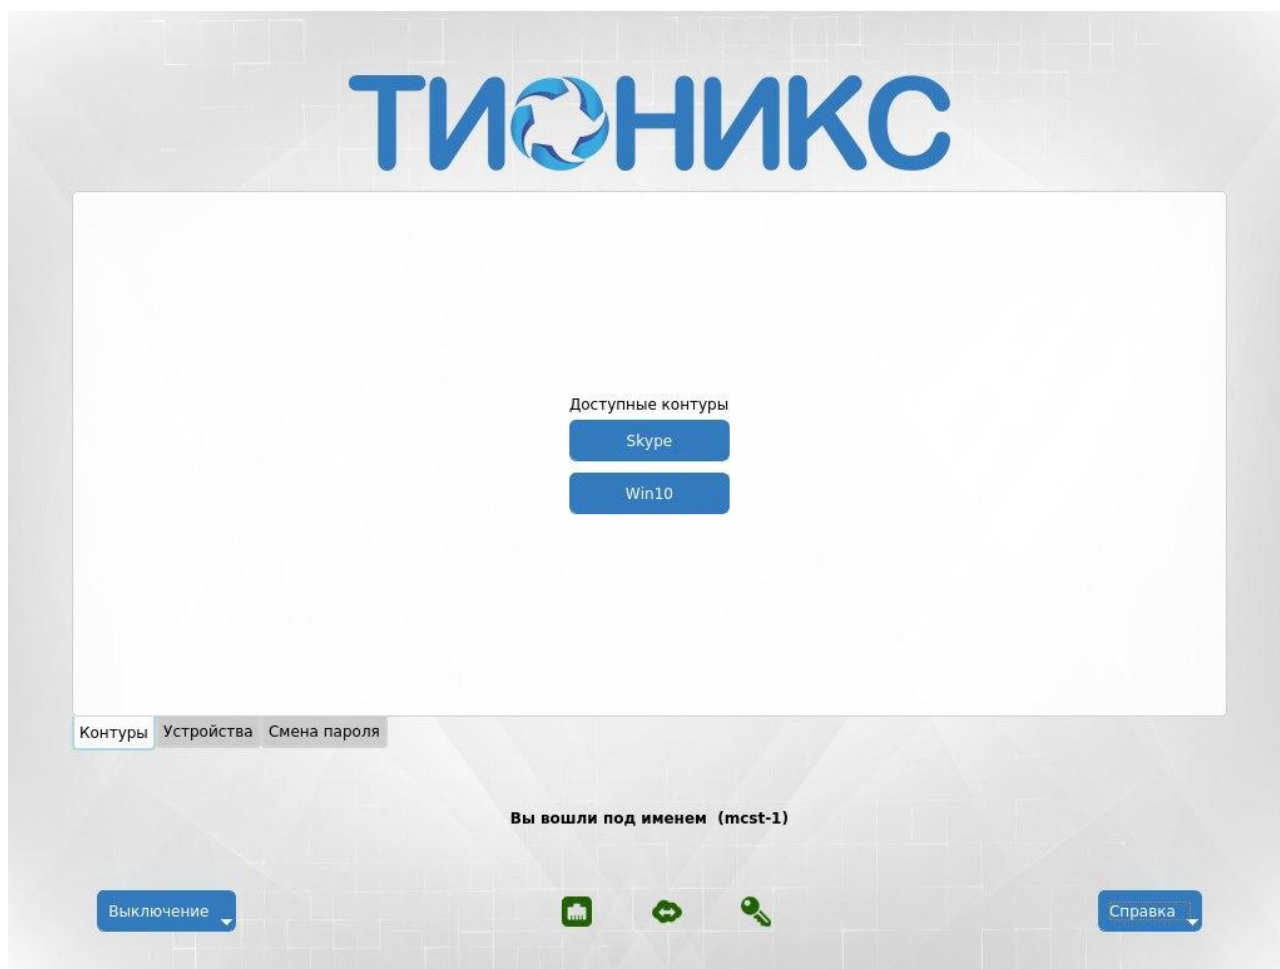 ТИОНИКС
Доступные контуры
Skype
Win10
Контуры Устройства Смена пароля
Вы вошли под именем (mcst-1)
Выключение Справка